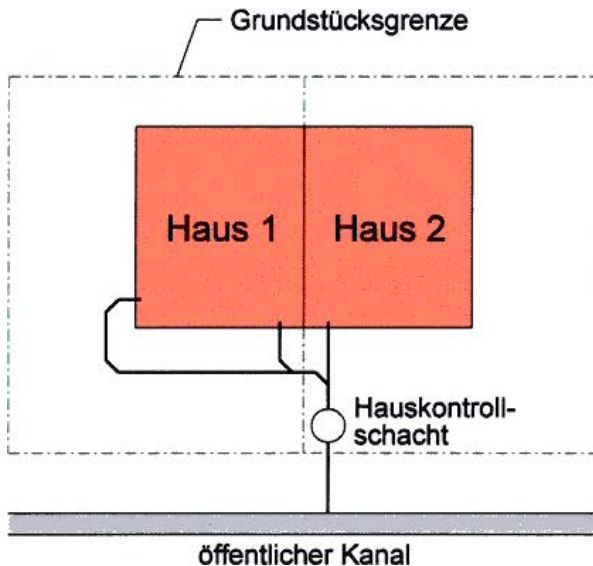 Grundstücksgrenze
Haus 1
Haus 2
Hauskontroll-
schacht
öffentlicher Kanal